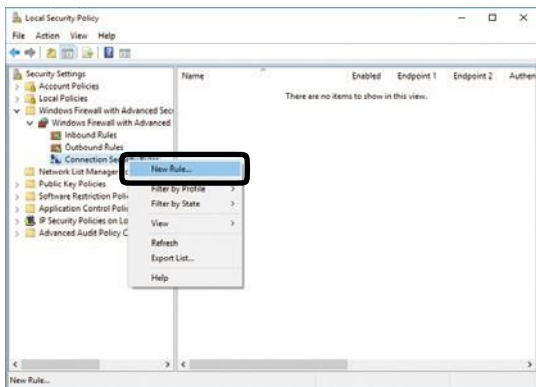 Local Security Policy
File Action View Help
Security Settings
Account Policies
Local Policies
Windows Firewall with Advanced Secu
Windows Firewall with Advanced
Inbound Rules
Outbound Rules
Connection Sec
Network List Manager
Public Key Policies
Software Restriction Poli
Application Control Poli
IP Security Policies on Lo
Advanced Audit Policy C
Name Enabled Endpoint 1 Endpoint 2 Authen
There are no items to show in this view.
New Rule...
Filter by Profile
Filter by State
View
Refresh
Export List...
Help
New Rule...